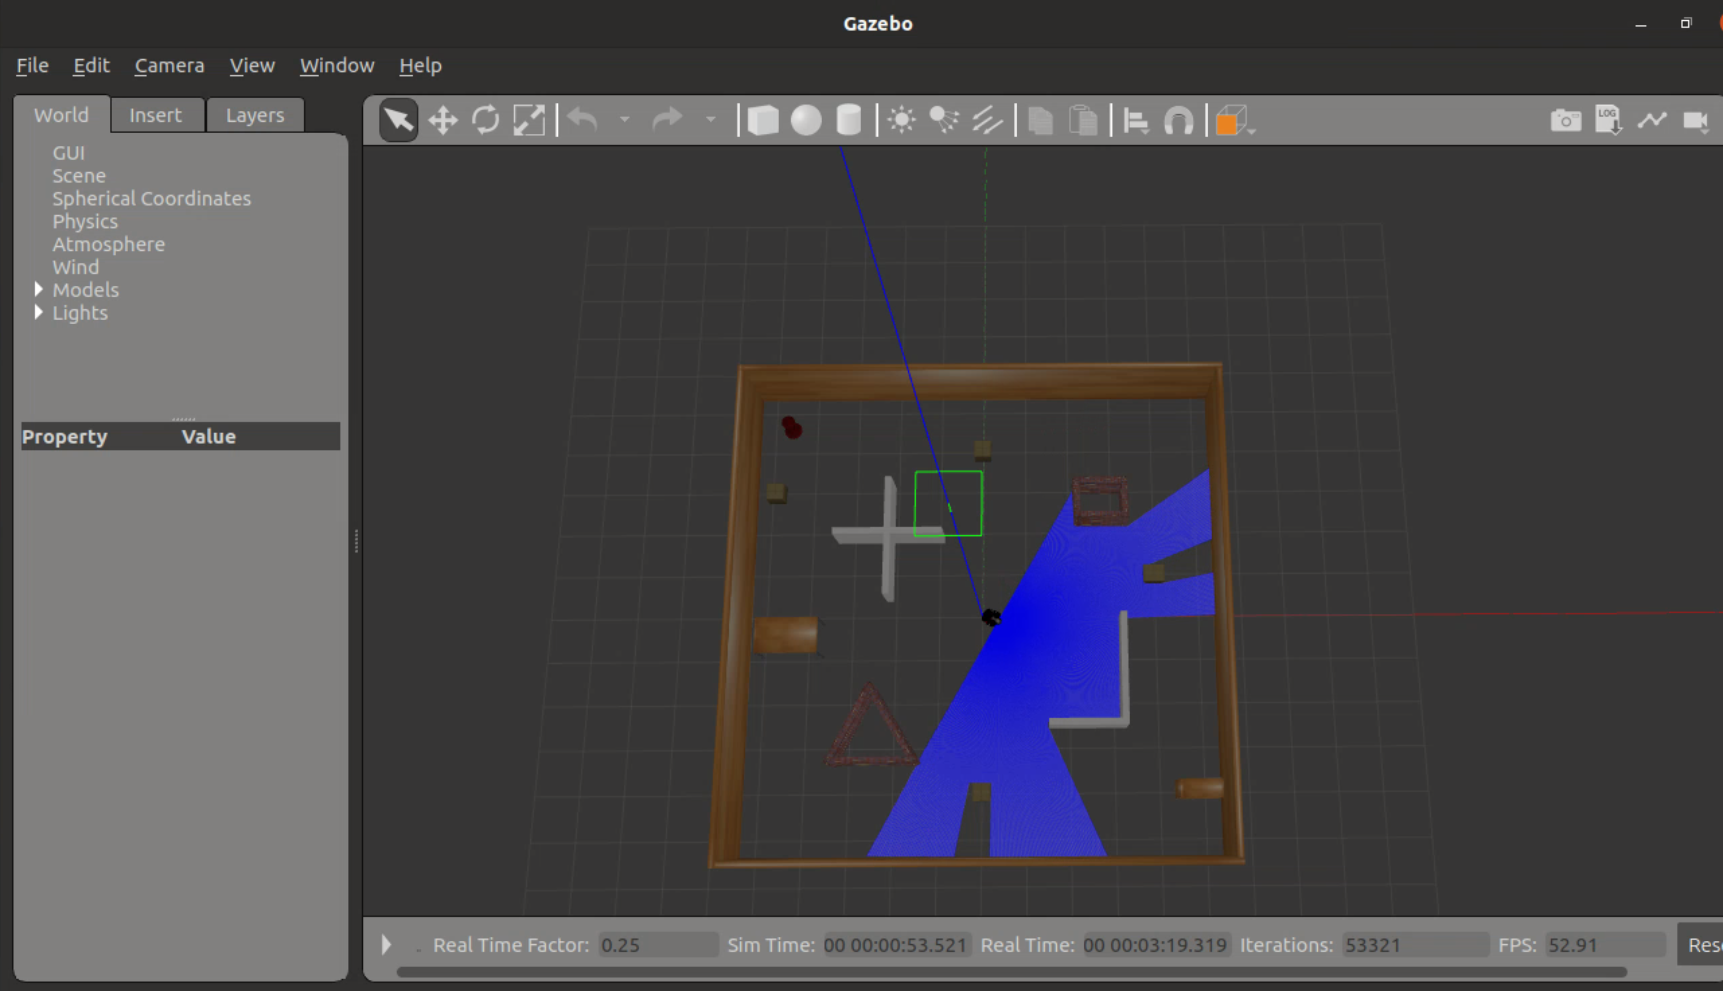 Gazebo
File Edit Camera View Window Help
World Insert Layers
LOG
GUI
Scene
Spherical Coordinates
Physics
Atmosphere
Wind
Models
Lights
Property Value
Real Time Factor: 0.25 Sim Time: 00 00:00:53.521 Real Time: 00 00:03:19.319 Iterations: 53321 FPS: 52.91 Res